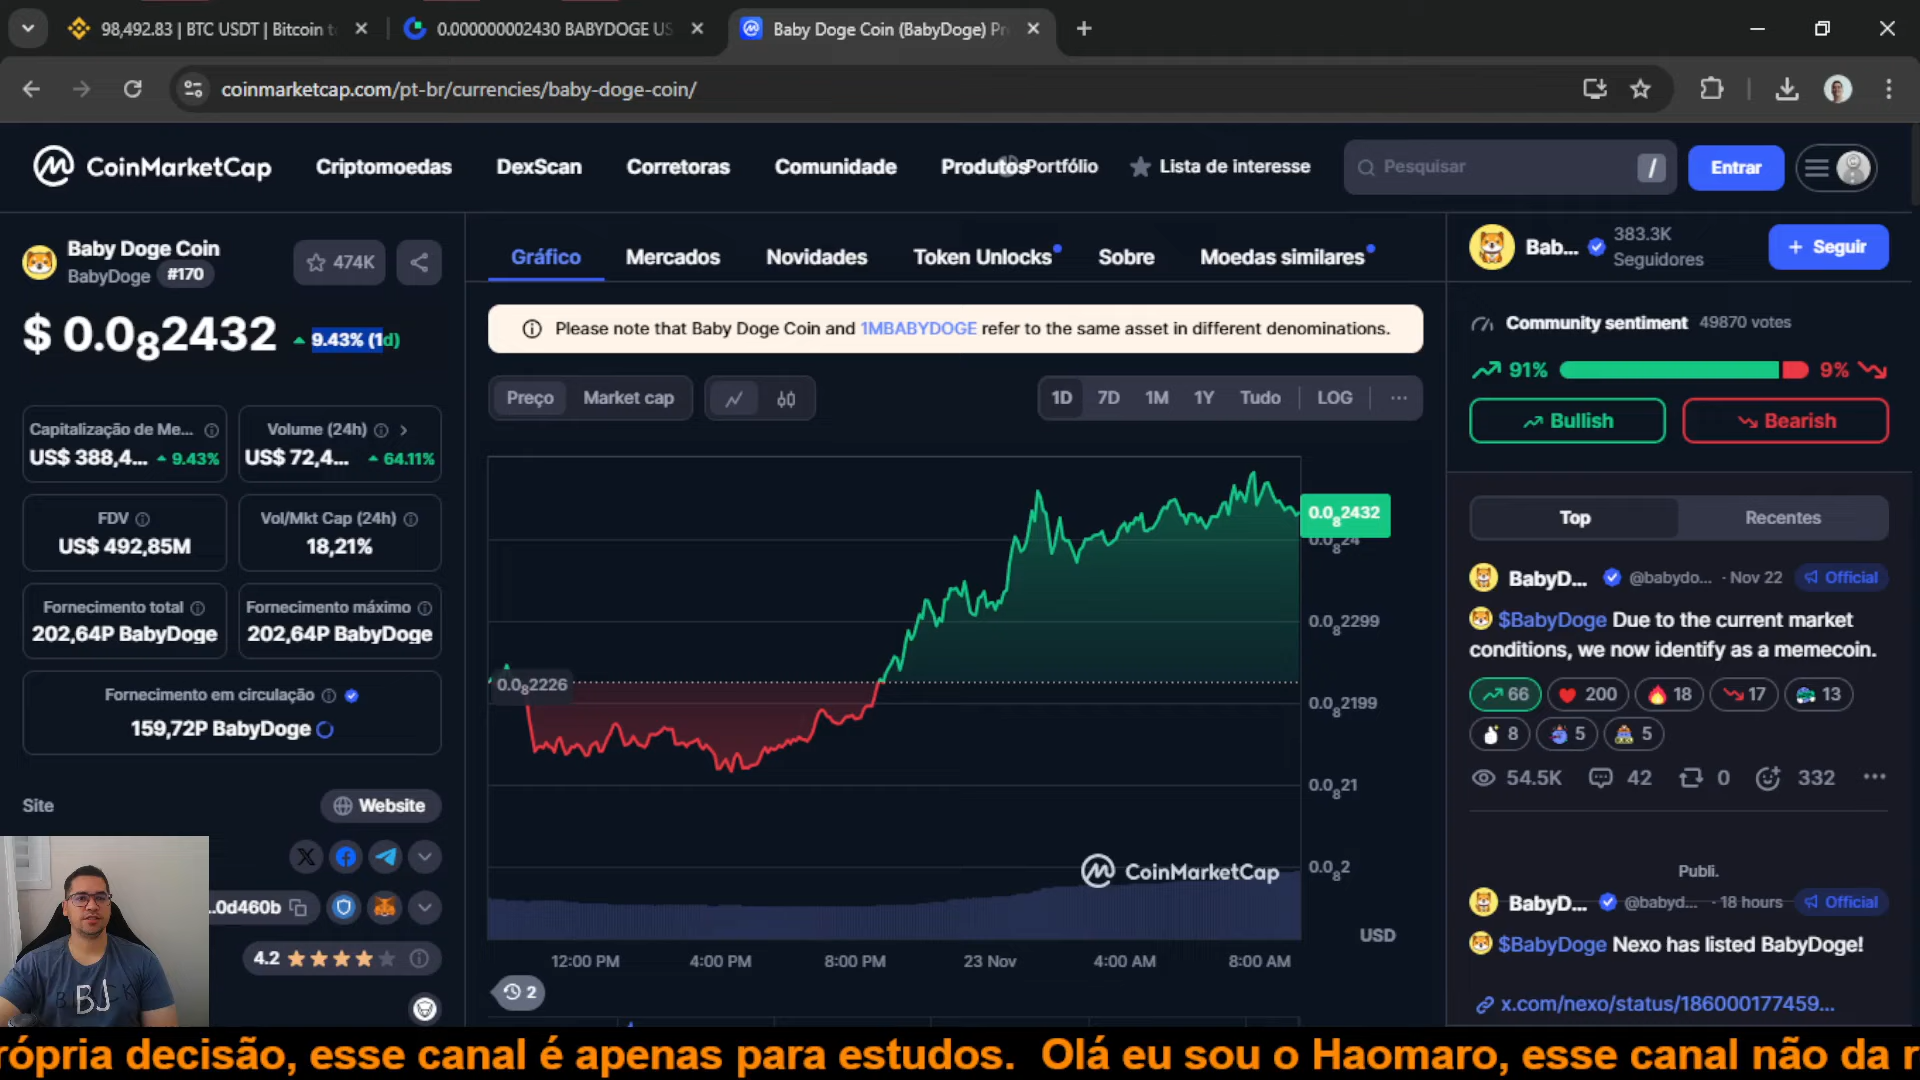 98,492.83 | BTC USDT | Bitcoin t
0.000000002430 BABYDOGE US
Baby Doge Coin (BabyDoge) Pr
coinmarketcap.com/pt-br/currencies/baby-doge-coin/
CoinMarketCap
Criptomoedas
DexScan
Corretoras
Comunidade
Produtos
Portfólio
Lista de interesse
Pesquisar
/
Entrar
Baby Doge Coin
BabyDoge #170
474K
$ 0.0₈2432
9.43% (1d)
Capitalização de Me...
US$ 388,4... 9.43%
Volume (24h)
US$ 72,4... 64.11%
FDV
US$ 492,85M
Vol/Mkt Cap (24h)
18,21%
Fornecimento total
202,64P BabyDoge
Fornecimento máximo
202,64P BabyDoge
Fornecimento em circulação
159,72P BabyDoge
Site
Website
..0d460b
4.2
Gráfico
Mercados
Novidades
Token Unlocks
Sobre
Moedas similares
Please note that Baby Doge Coin and 1MBABYDOGE refer to the same asset in different denominations.
Preço
Market cap
1D
7D
1M
1Y
Tudo
LOG
0.0₈2432
0.0₈24
0.0₈2299
0.0₈2226
0.0₈2199
0.0₈21
0.0₈2
CoinMarketCap
USD
12:00 PM
4:00 PM
8:00 PM
23 Nov
4:00 AM
8:00 AM
2
Bab...
383.3K
Seguidores
+ Seguir
Community sentiment 49870 votes
91%
9%
Bullish
Bearish
Top
Recentes
BabyD... @babydo... · Nov 22 Official
$BabyDoge Due to the current market
conditions, we now identify as a memecoin.
66 200 18 17 13
8 5 5
54.5K 42 0 332
Publi.
BabyD... @babyd... · 18 hours Official
$BabyDoge Nexo has listed BabyDoge!
x.com/nexo/status/186000177459...
BJ
rópria decisão, esse canal é apenas para estudos. Olá eu sou o Haomaro, esse canal não da r